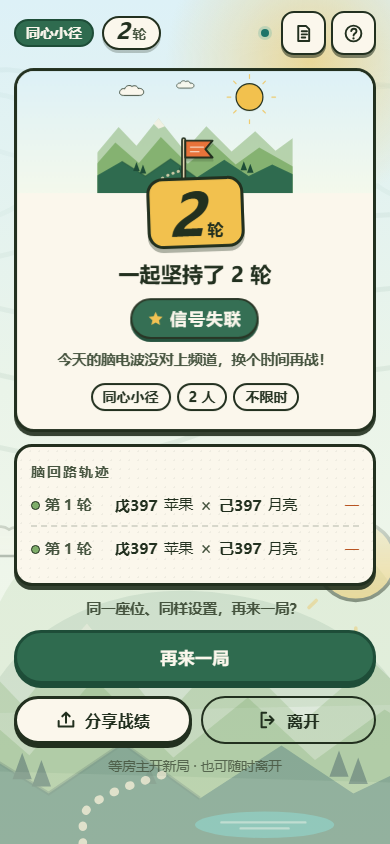 同心小径 2轮
2轮
一起坚持了 2 轮
信号失联
今天的脑电波没对上频道，换个时间再战！
同心小径 2 人 不限时
脑回路轨迹
第 1 轮 戊397 苹果 × 己397 月亮 —
第 1 轮 戊397 苹果 × 己397 月亮 —
同一座位、同样设置，再来一局？
再来一局
分享战绩 离开
等房主开新局 · 也可随时离开